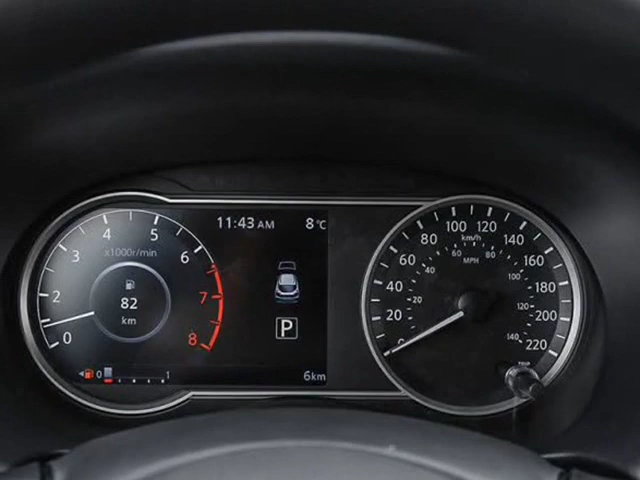 11:43 AM 8°C
4 5
3 6
x1000r/min
2 7
1
82
km
0 8
0 1
P
6km
100 120
80 km/h 140
60 60 80 160
MPH
40 40 100 180
20 20 120 200
0 140 220